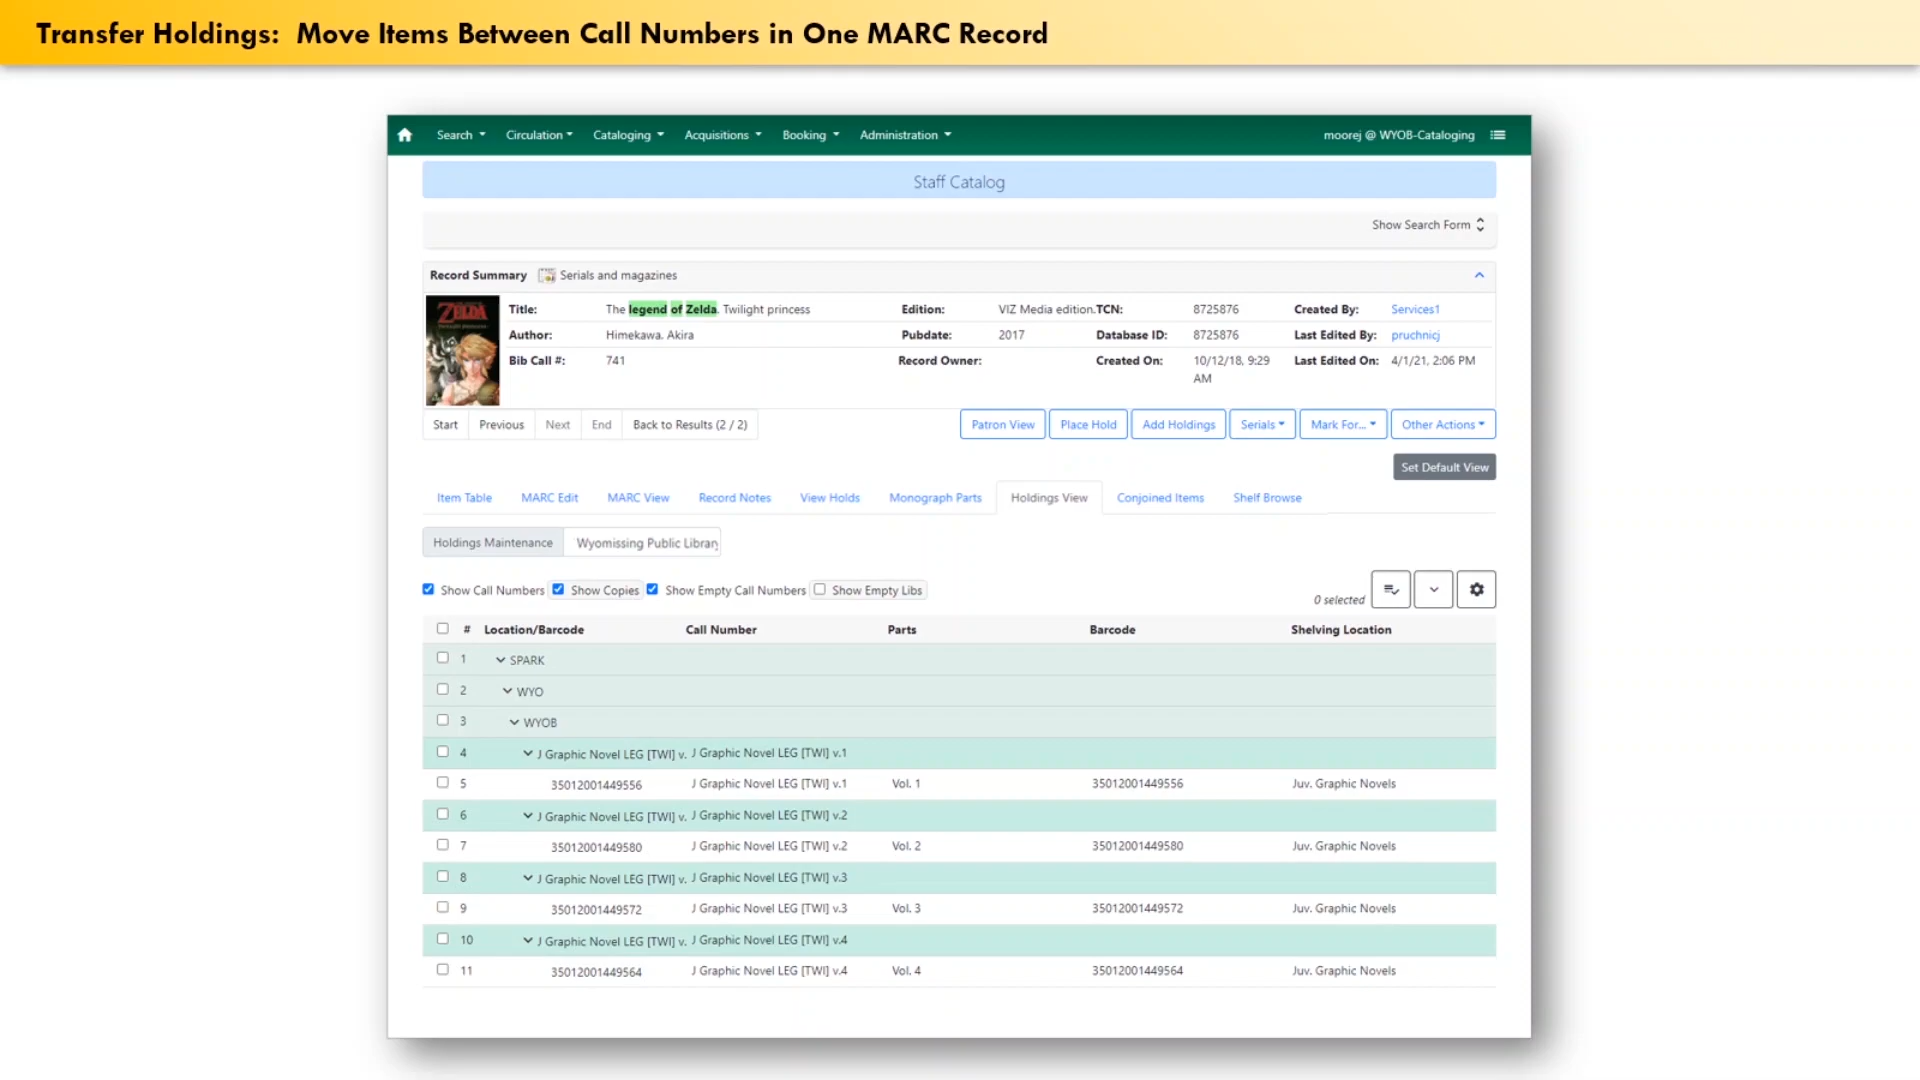 Transfer Holdings:  Move Items Between Call Numbers in One MARC Record
Search Circulation Cataloging Acquisitions Booking Administration moorej @ WYOB-Cataloging
Staff Catalog
Show Search Form
Record Summary Serials and magazines
ZELDA
Title: The legend of Zelda. Twilight princess Edition: VIZ Media edition. TCN: 8725876 Created By: Services1
Author: Himekawa, Akira Pubdate: 2017 Database ID: 8725876 Last Edited By: pruchnicj
Bib Call #: 741 Record Owner: Created On: 10/12/18, 9:29 AM Last Edited On: 4/1/21, 2:06 PM
Start Previous Next End Back to Results (2 / 2) Patron View Place Hold Add Holdings Serials Mark For... Other Actions
Set Default View
Item Table MARC Edit MARC View Record Notes View Holds Monograph Parts Holdings View Conjoined Items Shelf Browse
Holdings Maintenance Wyomissing Public Library
Show Call Numbers Show Copies Show Empty Call Numbers Show Empty Libs
0 selected
# Location/Barcode Call Number Parts Barcode Shelving Location
1 SPARK
2 WYO
3 WYOB
4 J Graphic Novel LEG [TWI] v. J Graphic Novel LEG [TWI] v.1
5 35012001449556 J Graphic Novel LEG [TWI] v.1 Vol. 1 35012001449556 Juv. Graphic Novels
6 J Graphic Novel LEG [TWI] v. J Graphic Novel LEG [TWI] v.2
7 35012001449580 J Graphic Novel LEG [TWI] v.2 Vol. 2 35012001449580 Juv. Graphic Novels
8 J Graphic Novel LEG [TWI] v. J Graphic Novel LEG [TWI] v.3
9 35012001449572 J Graphic Novel LEG [TWI] v.3 Vol. 3 35012001449572 Juv. Graphic Novels
10 J Graphic Novel LEG [TWI] v. J Graphic Novel LEG [TWI] v.4
11 35012001449564 J Graphic Novel LEG [TWI] v.4 Vol. 4 35012001449564 Juv. Graphic Novels